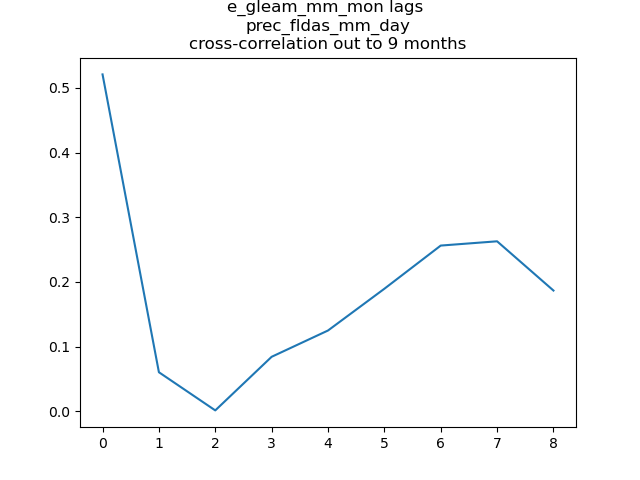 e_gleam_mm_mon lags
prec_fldas_mm_day
cross-correlation out to 9 months
0.5
0.4
0.3
0.2
0.1
0.0
0 1 2 3 4 5 6 7 8